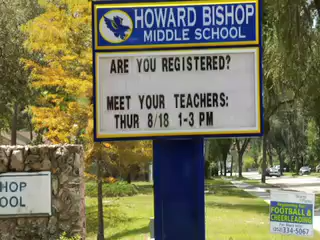 HOWARD BISHOP
MIDDLE SCHOOL
ARE YOU REGISTERED?
MEET YOUR TEACHERS:
THUR 8/18 1-3 PM
HOP
OOL
FOOTBALL &
CHEERLEADING
334-5067